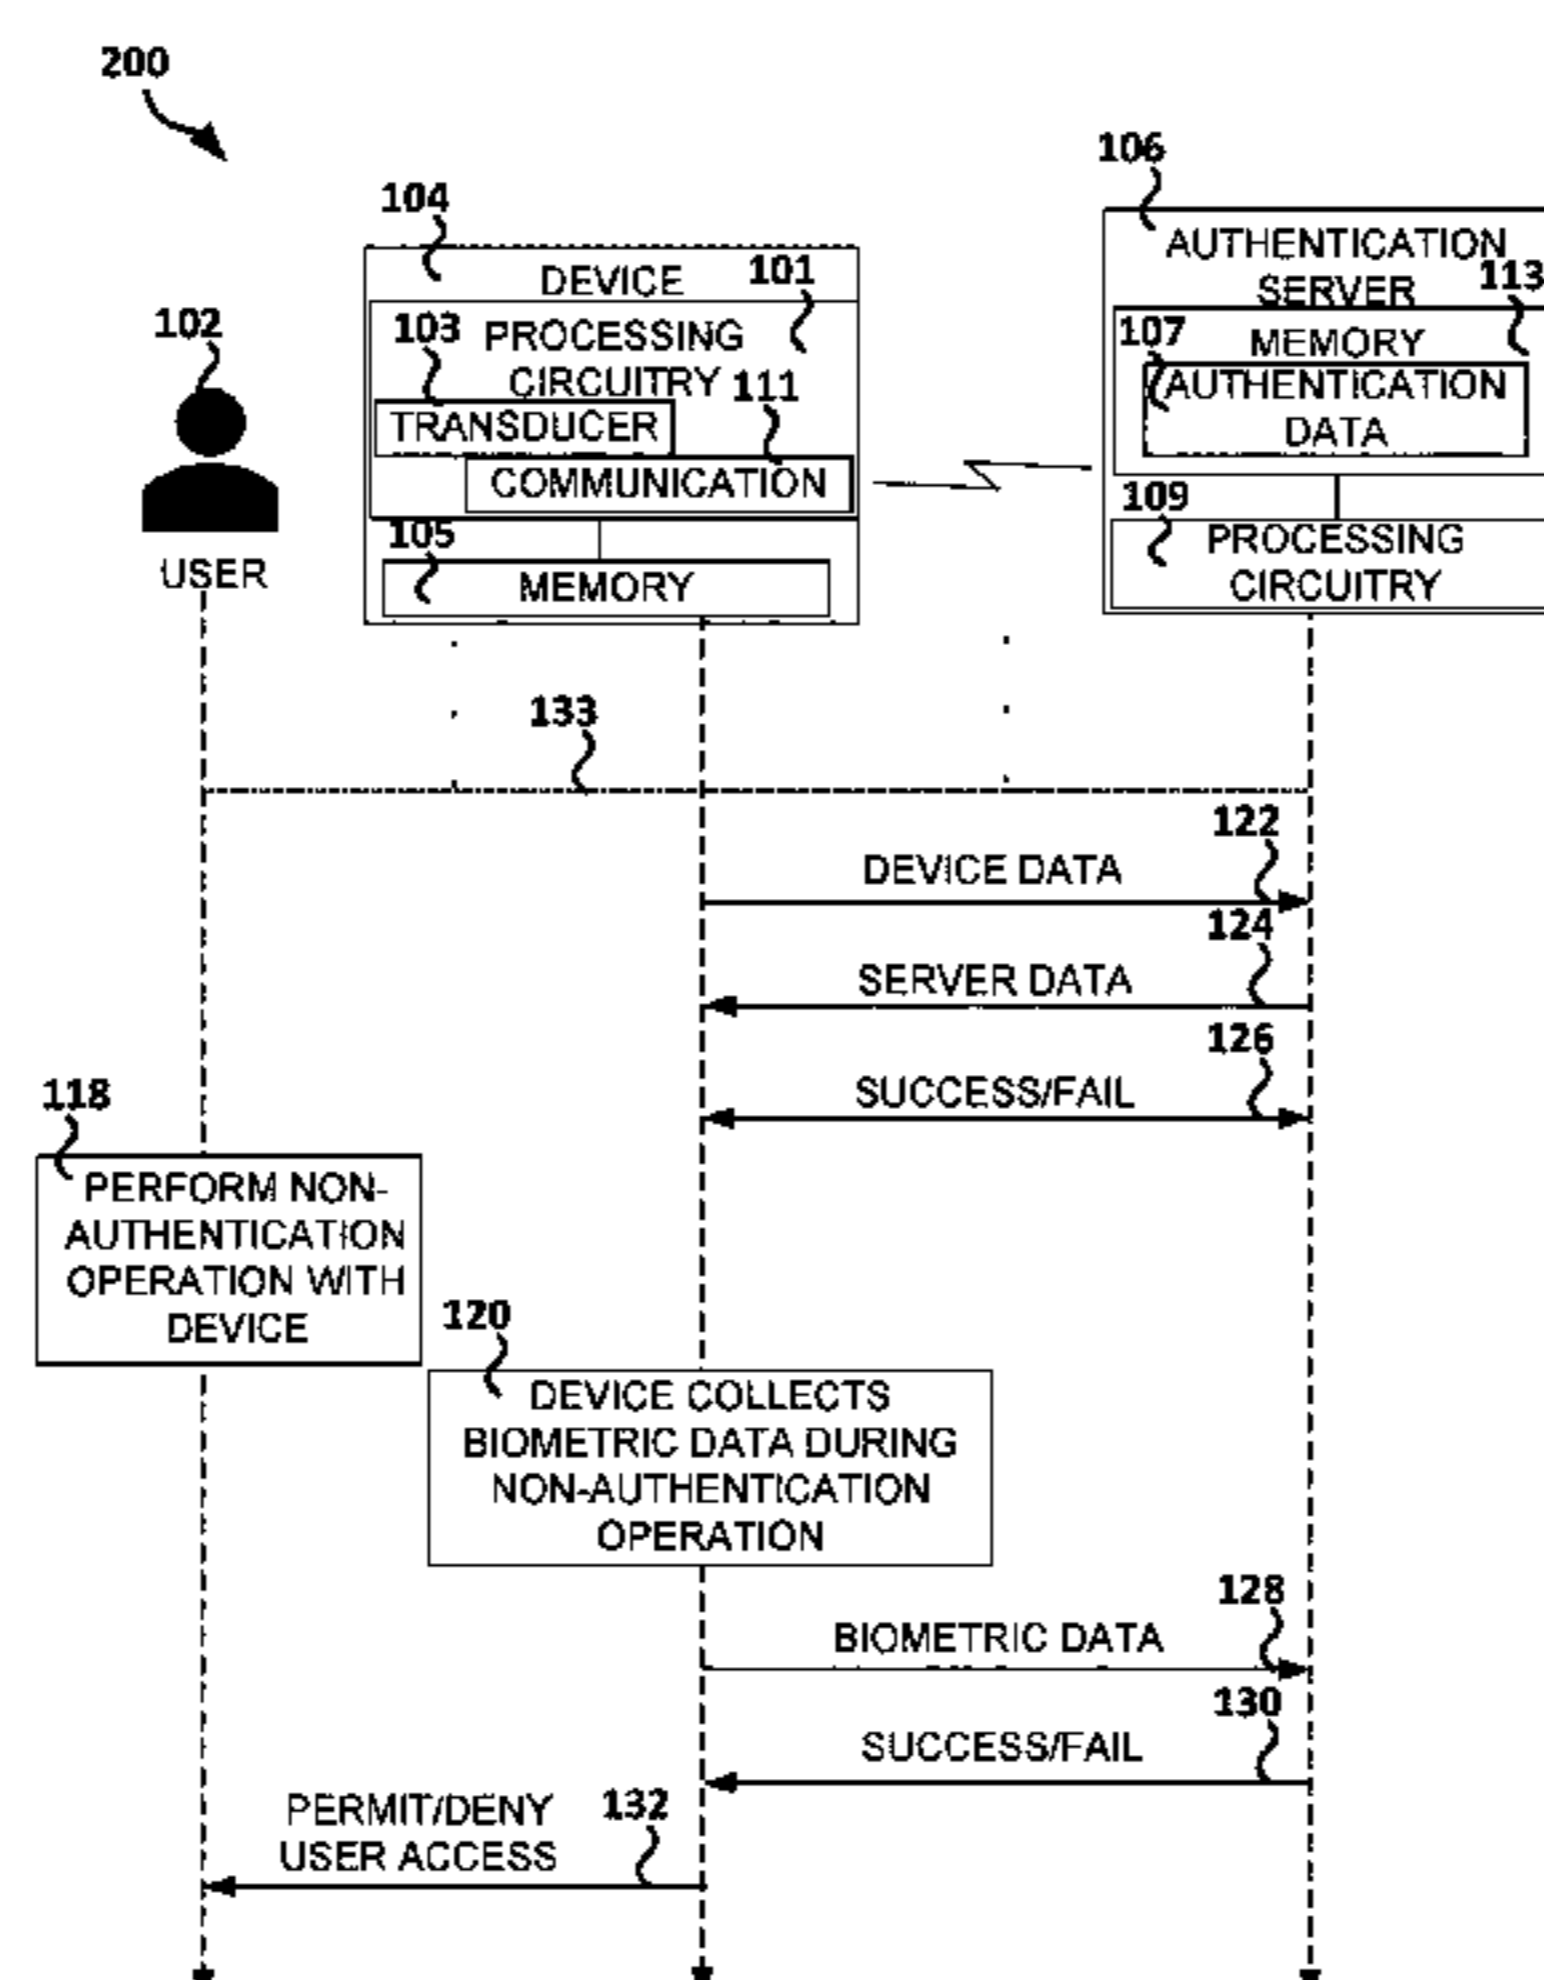 200
106
104
AUTHENTICATION
SERVER
113
DEVICE
101
102
103
PROCESSING
CIRCUITRY
111
107
MEMORY
AUTHENTICATION
DATA
TRANSDUCER
COMMUNICATION
109
105
PROCESSING
CIRCUITRY
USER
MEMORY
133
122
DEVICE DATA
124
SERVER DATA
126
SUCCESS/FAIL
118
PERFORM NON-
AUTHENTICATION
OPERATION WITH
DEVICE
120
DEVICE COLLECTS
BIOMETRIC DATA DURING
NON-AUTHENTICATION
OPERATION
128
BIOMETRIC DATA
130
SUCCESS/FAIL
PERMIT/DENY
USER ACCESS
132